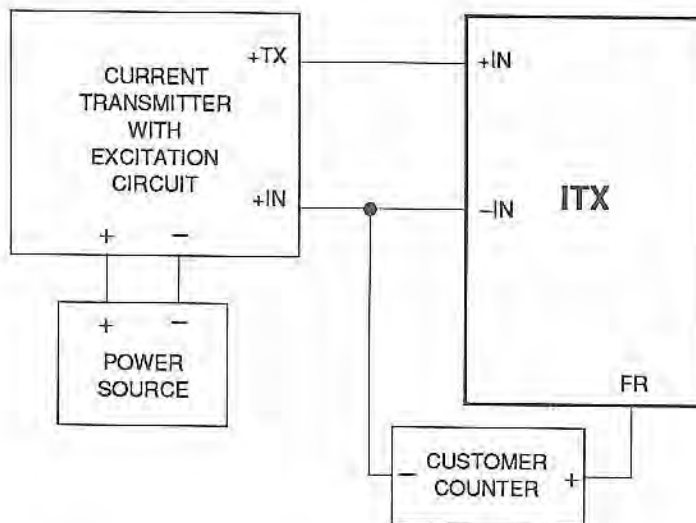 +TX
+IN
CURRENT
TRANSMITTER
WITH
EXCITATION
CIRCUIT
+IN
-IN
ITX
+ -
+ -
POWER
SOURCE
FR
- CUSTOMER +
COUNTER